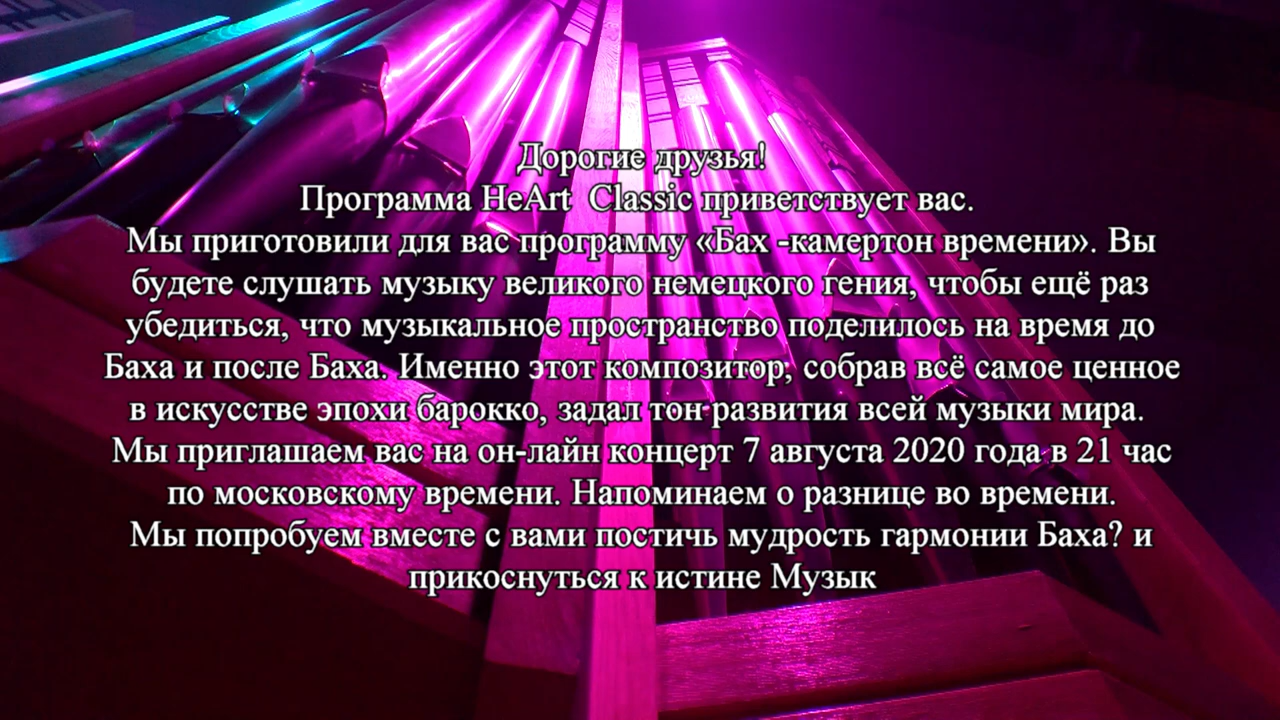 Дорогие друзья!
Программа HeArt Classic приветствует вас.
Мы приготовили для вас программу «Бах -камертон времени». Вы
будете слушать музыку великого немецкого гения, чтобы ещё раз
убедиться, что музыкальное пространство поделилось на время до
Баха и после Баха. Именно этот композитор, собрав всё самое ценное
в искусстве эпохи барокко, задал тон развития всей музыки мира.
Мы приглашаем вас на он-лайн концерт 7 августа 2020 года в 21 час
по московскому времени. Напоминаем о разнице во времени.
Мы попробуем вместе с вами постичь мудрость гармонии Баха? и
прикоснуться к истине Музык